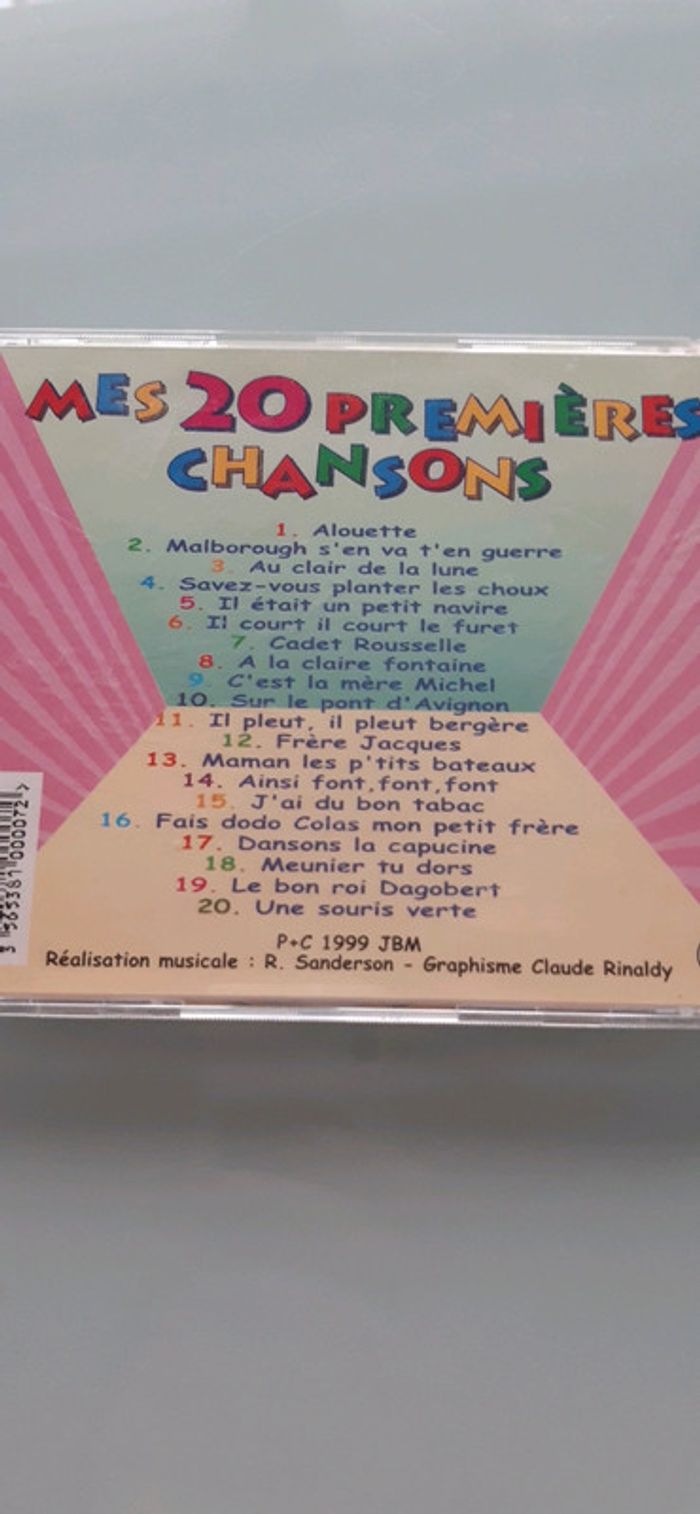 MES 20 PREMIÈRES
CHANSONS
1. Alouette
2. Malborough s'en va t'en guerre
3. Au clair de la lune
4. Savez-vous planter les choux
5. Il était un petit navire
6. Il court il court le furet
7. Cadet Rousselle
8. A la claire fontaine
9. C'est la mère Michel
10. Sur le pont d'Avignon
11. Il pleut, il pleut bergère
12. Frère Jacques
13. Maman les p'tits bateaux
14. Ainsi font,font,font
15. J'ai du bon tabac
16. Fais dodo Colas mon petit frère
17. Dansons la capucine
18. Meunier tu dors
19. Le bon roi Dagobert
20. Une souris verte
P+C 1999 JBM
Réalisation musicale : R. Sanderson - Graphisme Claude Rinaldy
3 565381 000072 >